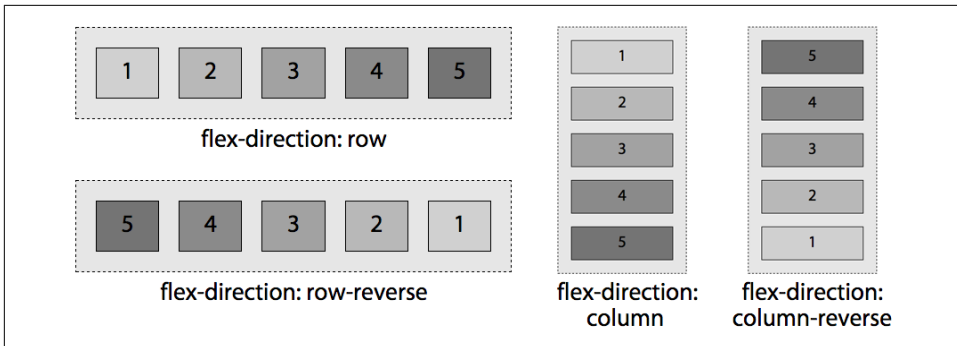 1 2 3 4 5
flex-direction: row
5 4 3 2 1
flex-direction: row-reverse
1
2
3
4
5
flex-direction:
column
5
4
3
2
1
flex-direction:
column-reverse